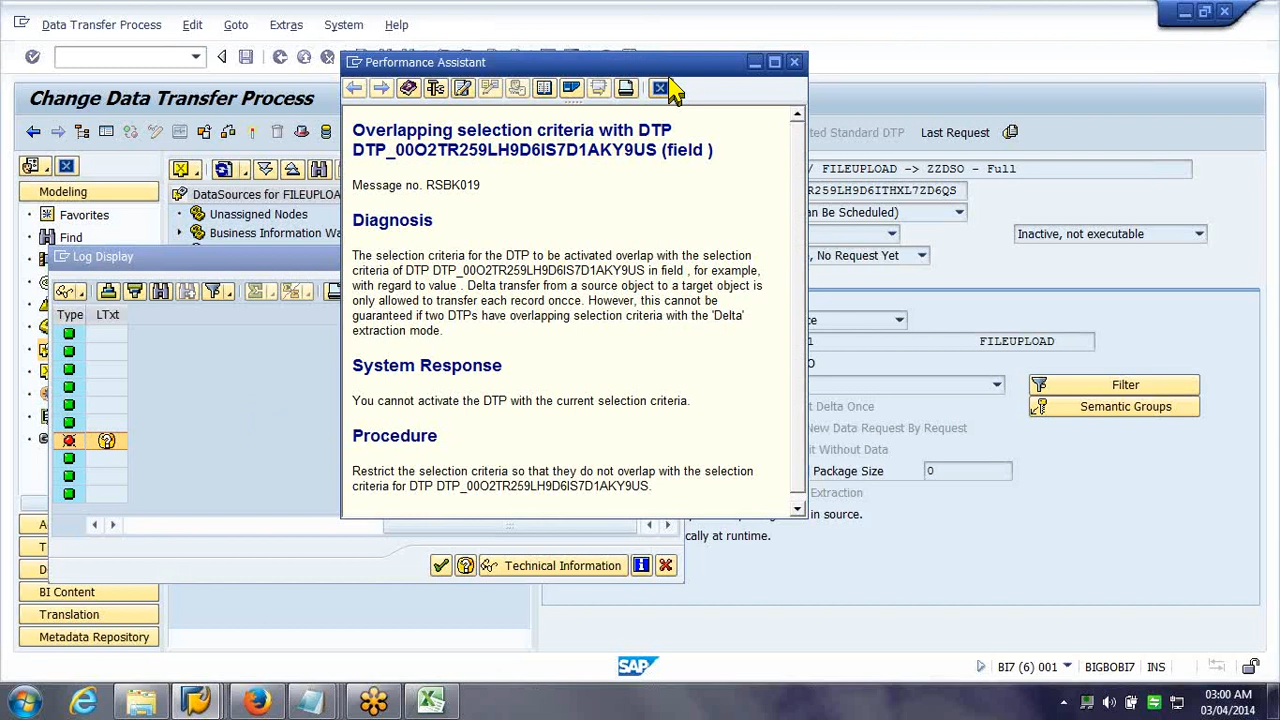 Data Transfer Process Edit Goto Extras System Help
Change Data Transfer Process
Performance Assistant
ted Standard DTP Last Request
Overlapping selection criteria with DTP
DTP_00O2TR259LH9D6IS7D1AKY9US (field )
Message no. RSBK019
Diagnosis
The selection criteria for the DTP to be activated overlap with the selection
criteria of DTP DTP_00O2TR259LH9D6IS7D1AKY9US in field , for example,
with regard to value . Delta transfer from a source object to a target object is
only allowed to transfer each record oncce. However, this cannot be
guaranteed if two DTPs have overlapping selection criteria with the 'Delta'
extraction mode.
System Response
You cannot activate the DTP with the current selection criteria.
Procedure
Restrict the selection criteria so that they do not overlap with the selection
criteria for DTP DTP_00O2TR259LH9D6IS7D1AKY9US.
Modeling
Favorites
Find
DataSources for FILEUPLOAD
Unassigned Nodes
Business Information Wa
Log Display
Type LTxt
Technical Information
BI Content
Translation
Metadata Repository
/ FILEUPLOAD -> ZZDSO - Full
R259LH9D6ITHXL7ZD6QS
an Be Scheduled)
Inactive, not executable
, No Request Yet
ce
1 FILEUPLOAD
O
Filter
t Delta Once
Semantic Groups
New Data Request By Request
it Without Data
Package Size 0
Extraction
in source.
cally at runtime.
SAP
BI7 (6) 001 BIGBOBI7 INS
03:00 AM
03/04/2014